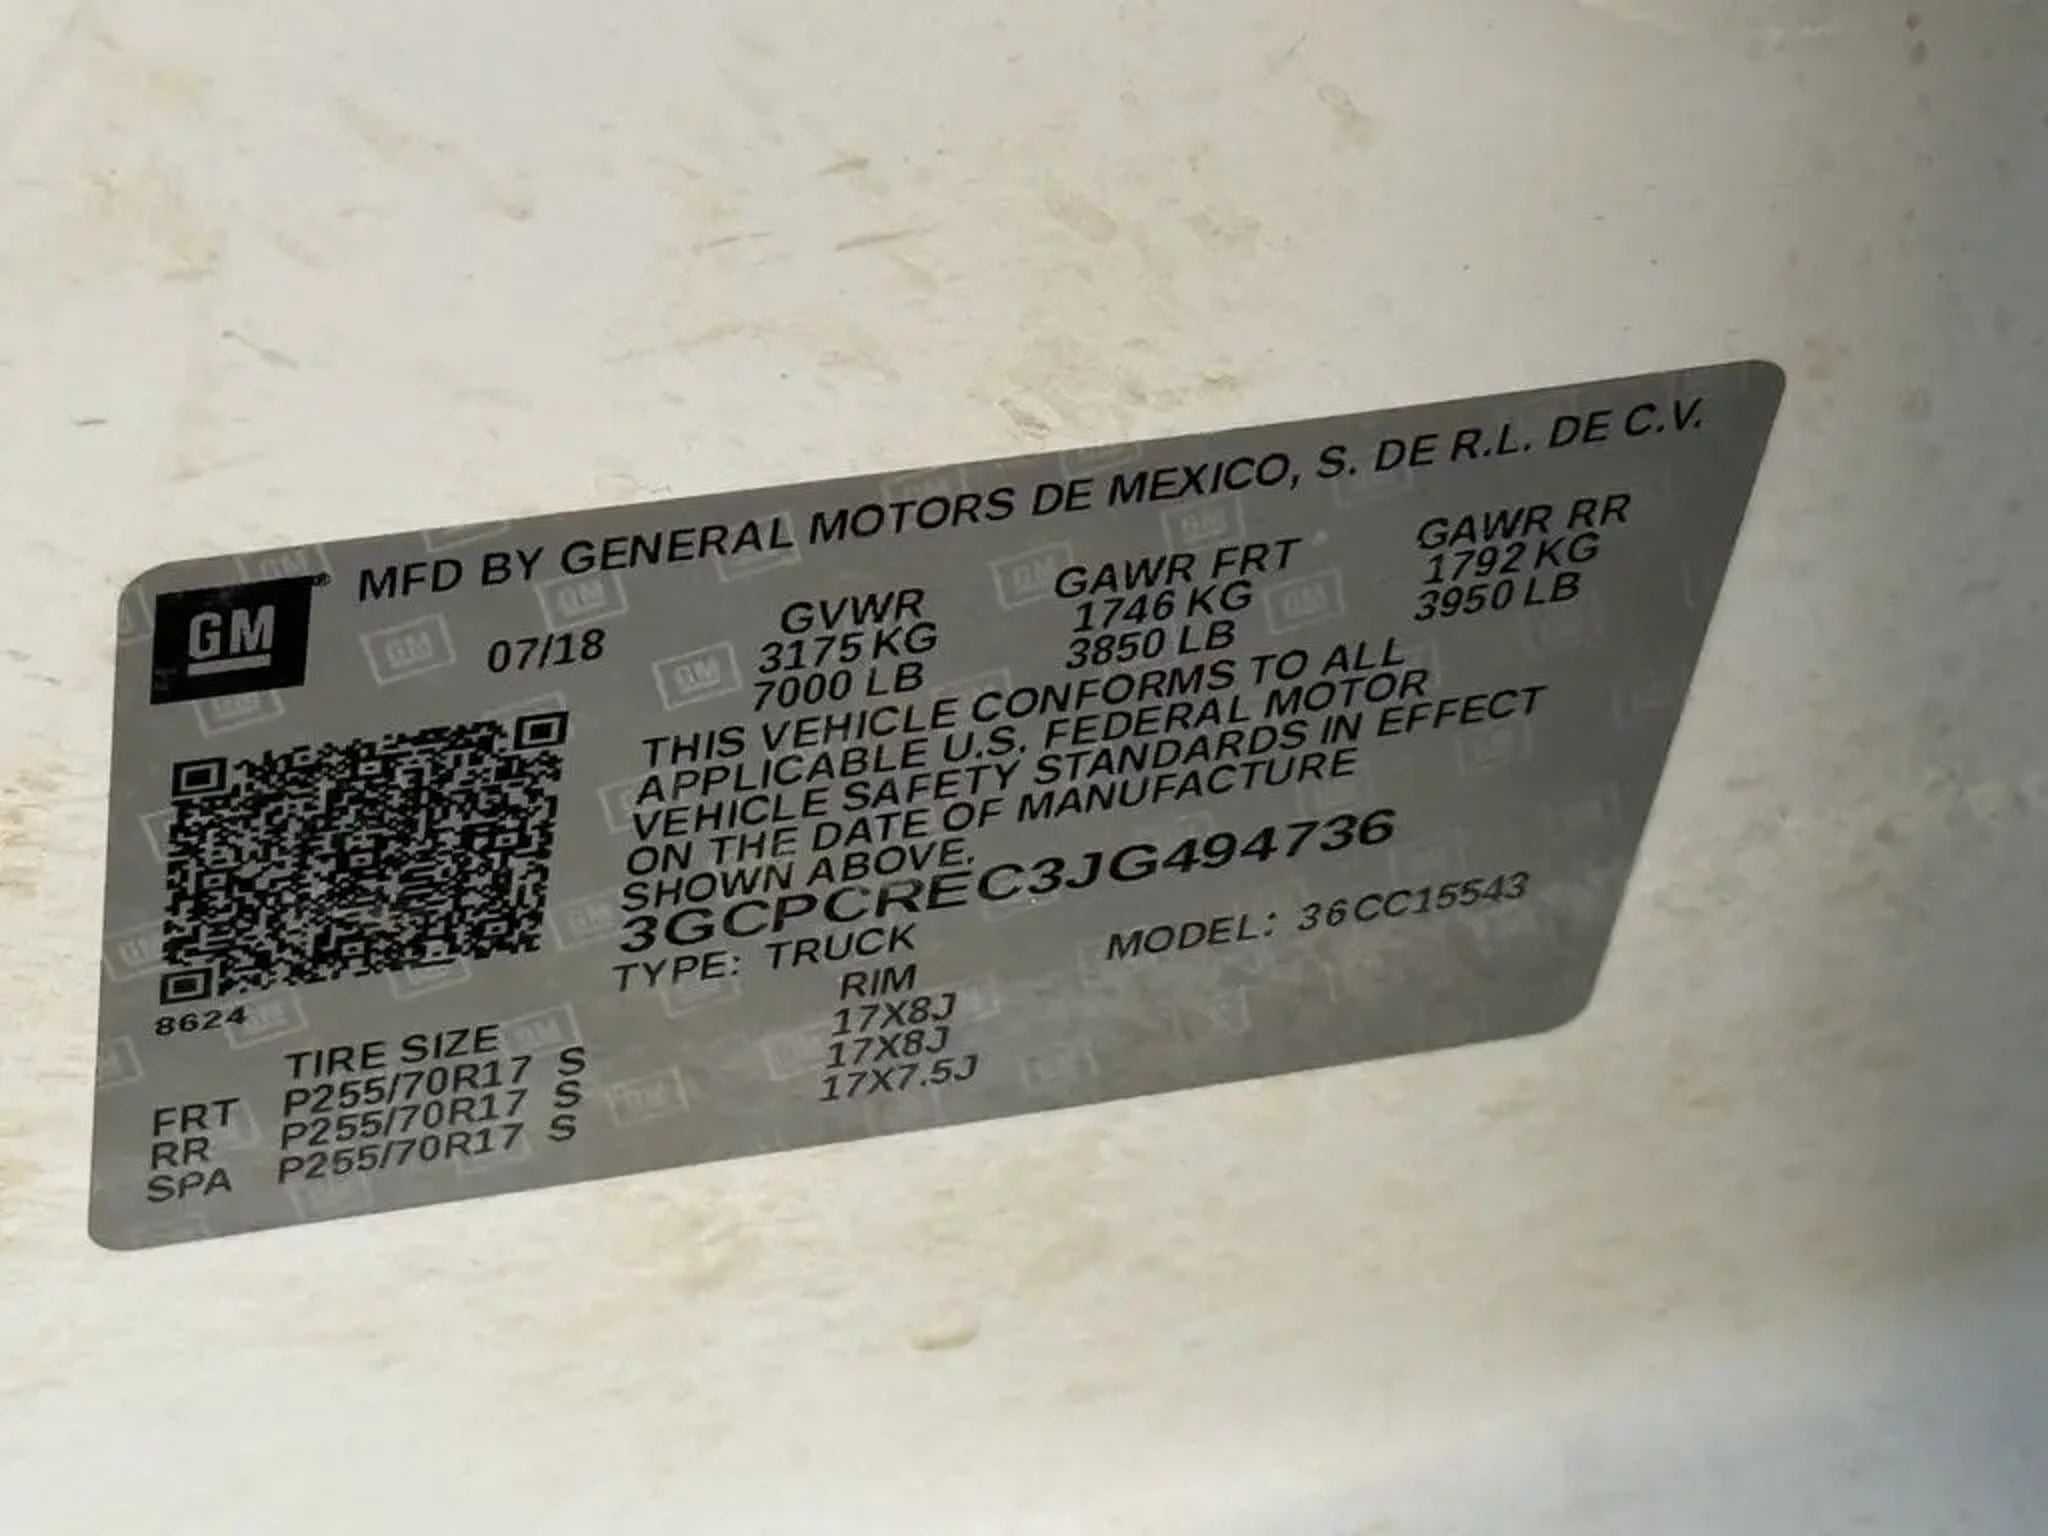 MFD BY GENERAL MOTORS DE MEXICO, S. DE R.L. DE C.V.
GM®
07/18
GVWR
3175 KG
7000 LB
GAWR FRT
1746 KG
3850 LB
GAWR RR
1792 KG
3950 LB
THIS VEHICLE CONFORMS TO ALL
APPLICABLE U.S. FEDERAL MOTOR
VEHICLE SAFETY STANDARDS IN EFFECT
ON THE DATE OF MANUFACTURE
SHOWN ABOVE.
3GCPCREC3JG494736
TYPE: TRUCK
MODEL: 36CC15543
8624
TIRE SIZE RIM
FRT P255/70R17 S 17X8J
RR P255/70R17 S 17X8J
SPA P255/70R17 S 17X7.5J